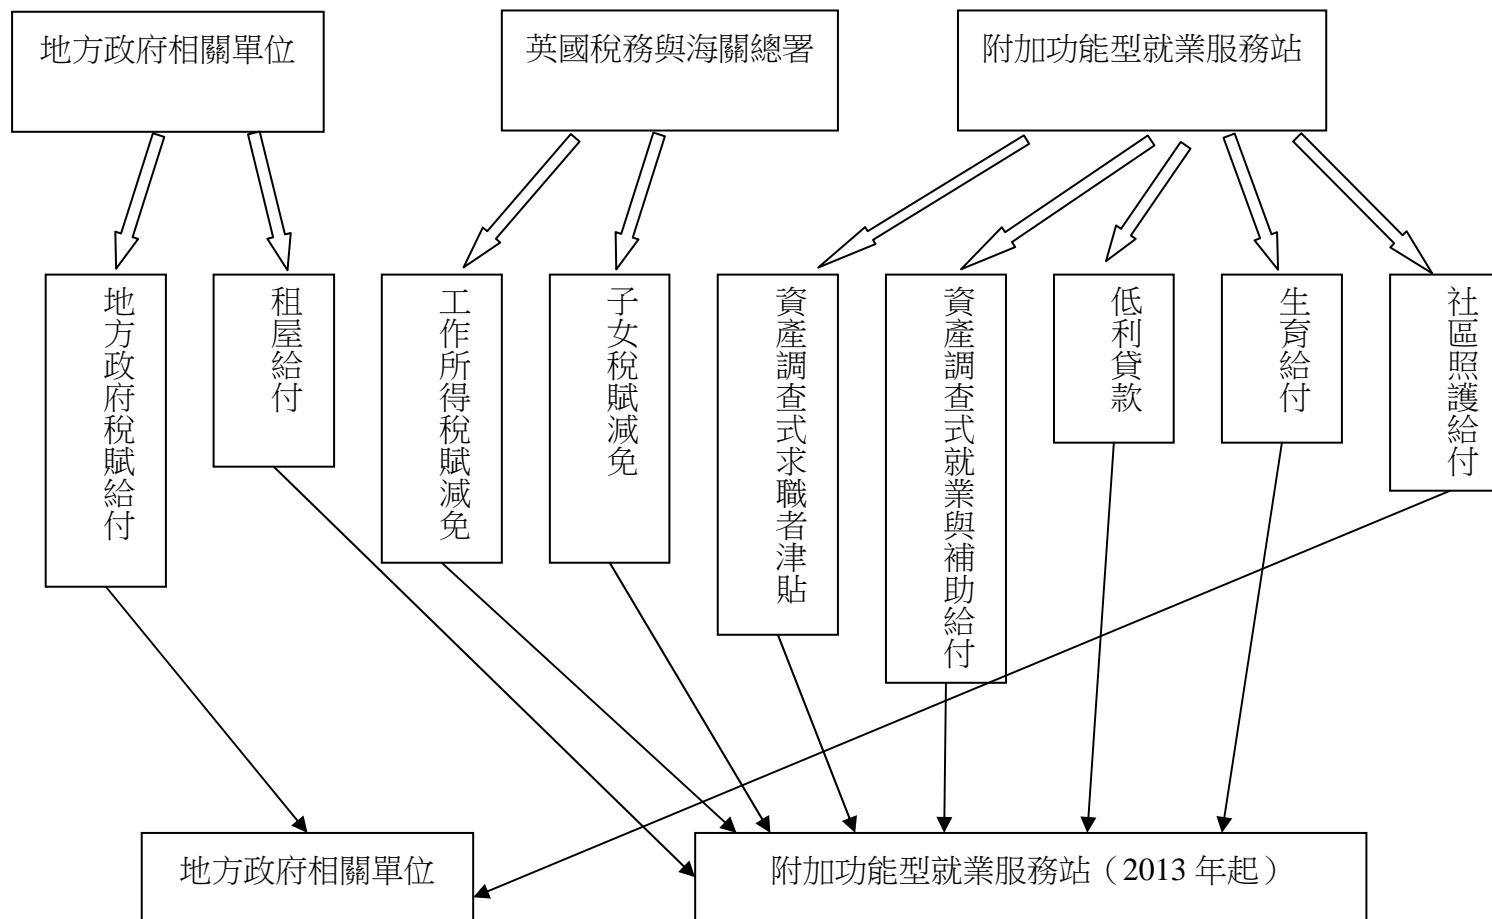 地方政府相關單位
英國稅務與海關總署
附加功能型就業服務站
地方政府稅賦給付
租屋給付
工作所得稅賦減免
子女稅賦減免
資產調查式求職者津貼
資產調查式就業與補助給付
低利貸款
生育給付
社區照護給付
地方政府相關單位
附加功能型就業服務站（2013 年起）